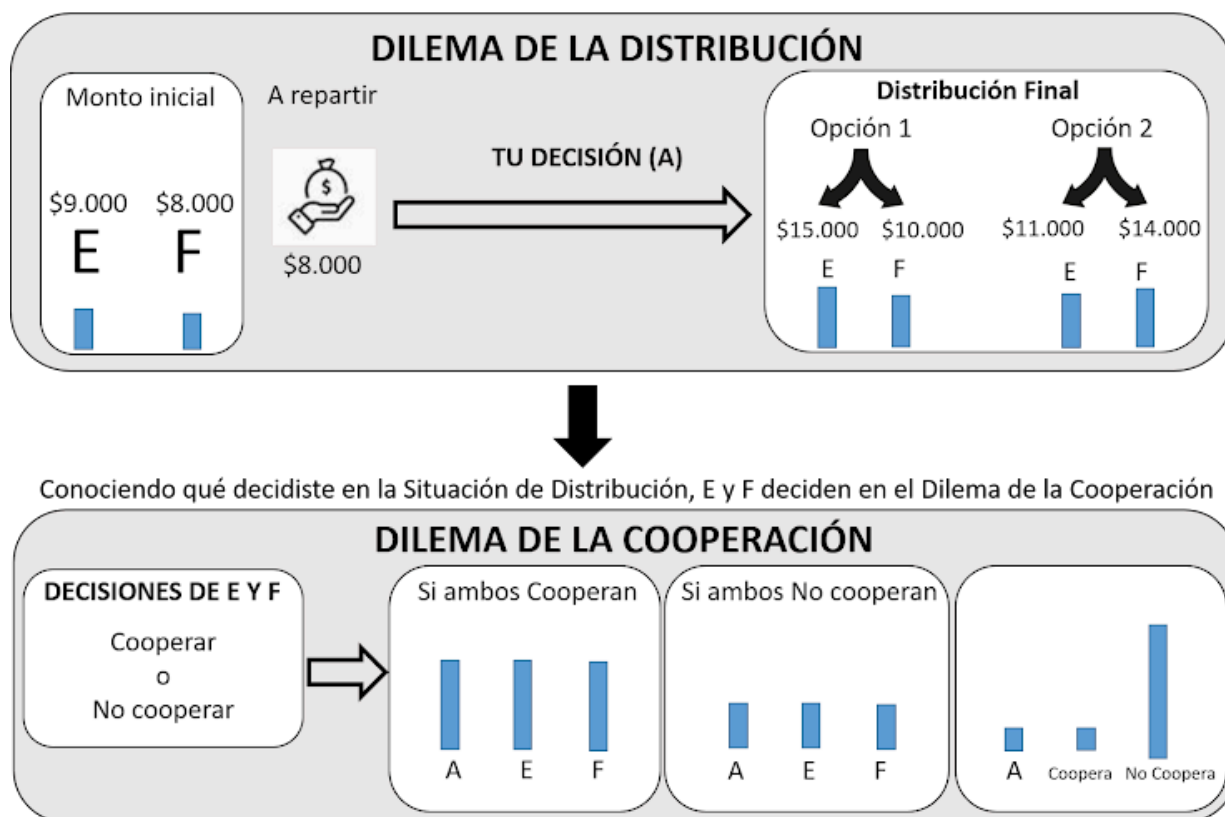 DILEMA DE LA DISTRIBUCIÓN
Monto inicial
$9.000 $8.000
E F
A repartir
$
$8.000
TU DECISIÓN (A)
Distribución Final
Opción 1 Opción 2
$15.000 $10.000 $11.000 $14.000
E F E F
Conociendo qué decidiste en la Situación de Distribución, E y F deciden en el Dilema de la Cooperación
DILEMA DE LA COOPERACIÓN
DECISIONES DE E Y F
Cooperar
o
No cooperar
Si ambos Cooperan
A E F
Si ambos No cooperan
A E F
A Coopera No Coopera